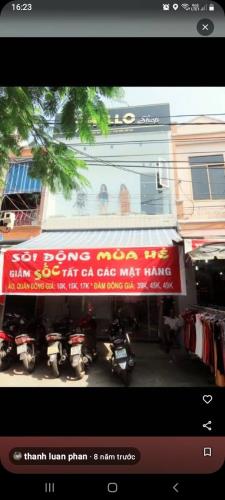 16:23
LLO Shop
SÔI ĐỘNG MÙA HÈ
GIẢM SỐC TẤT CẢ CÁC MẶT HÀNG
ÁO, QUẦN ĐỒNG GIÁ: 10K, 15K, 17K * ĐẦM ĐỒNG GIÁ: 39K, 45K, 49K
thanh luan phan · 8 năm trước